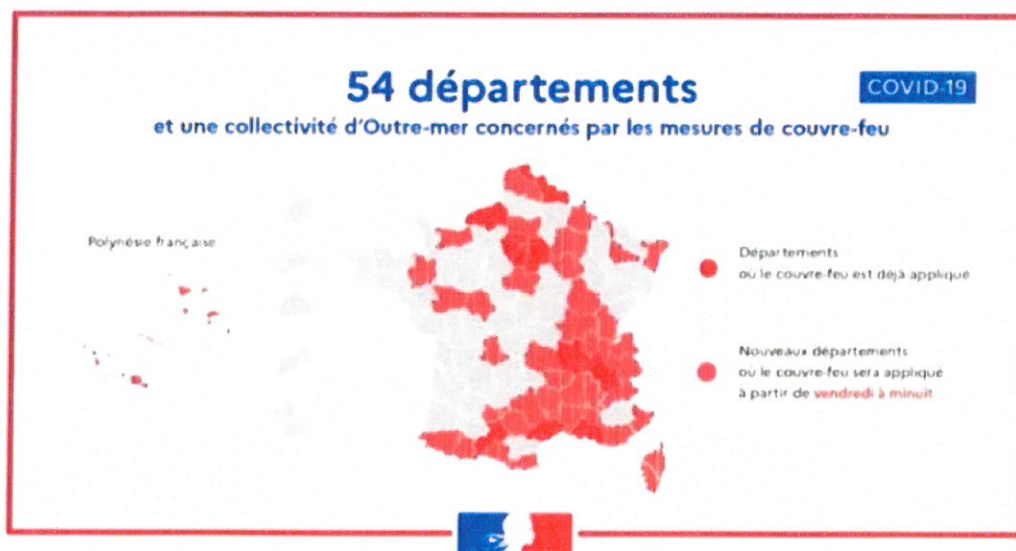 54 départements
COVID-19
et une collectivité d'Outre-mer concernés par les mesures de couvre-feu
Polynésie française
Départements
où le couvre-feu est déjà appliqué
Nouveaux départements
où le couvre-feu sera appliqué
à partir de vendredi à minuit